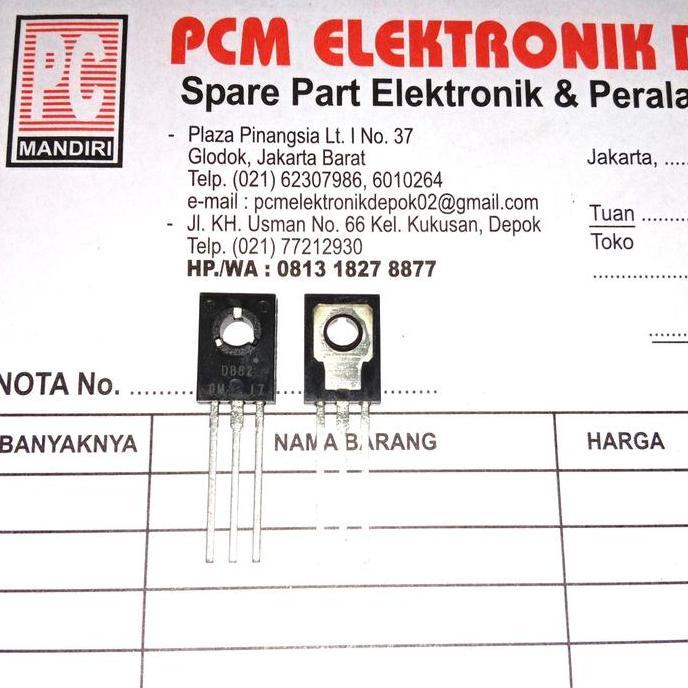 PC
MANDIRI
PCM ELEKTRONIK
Spare Part Elektronik & Perala
- Plaza Pinangsia Lt. I No. 37
Glodok, Jakarta Barat
Telp. (021) 62307986, 6010264
e-mail : pcmelektronikdepok02@gmail.com
- Jl. KH. Usman No. 66 Kel. Kukusan, Depok
Telp. (021) 77212930
HP./WA : 0813 1827 8877
Jakarta, .....
Tuan ..........
Toko
D882
NOTA No. ..........................................
BANYAKNYA
NAMA BARANG
HARGA